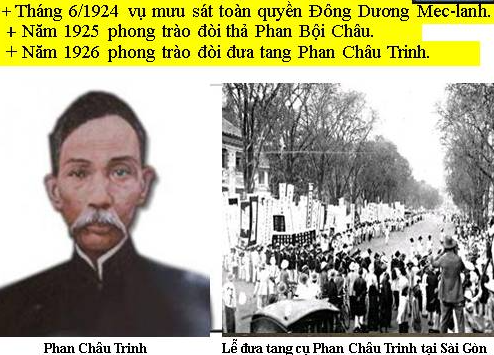 + Tháng 6/1924 vụ mưu sát toàn quyền Đông Dương Mec-lanh.
+ Năm 1925 phong trào đòi thả Phan Bội Châu.
+ Năm 1926 phong trào đòi đưa tang Phan Châu Trinh.
Phan Châu Trinh
Lễ đưa tang cụ Phan Châu Trinh tại Sài Gòn